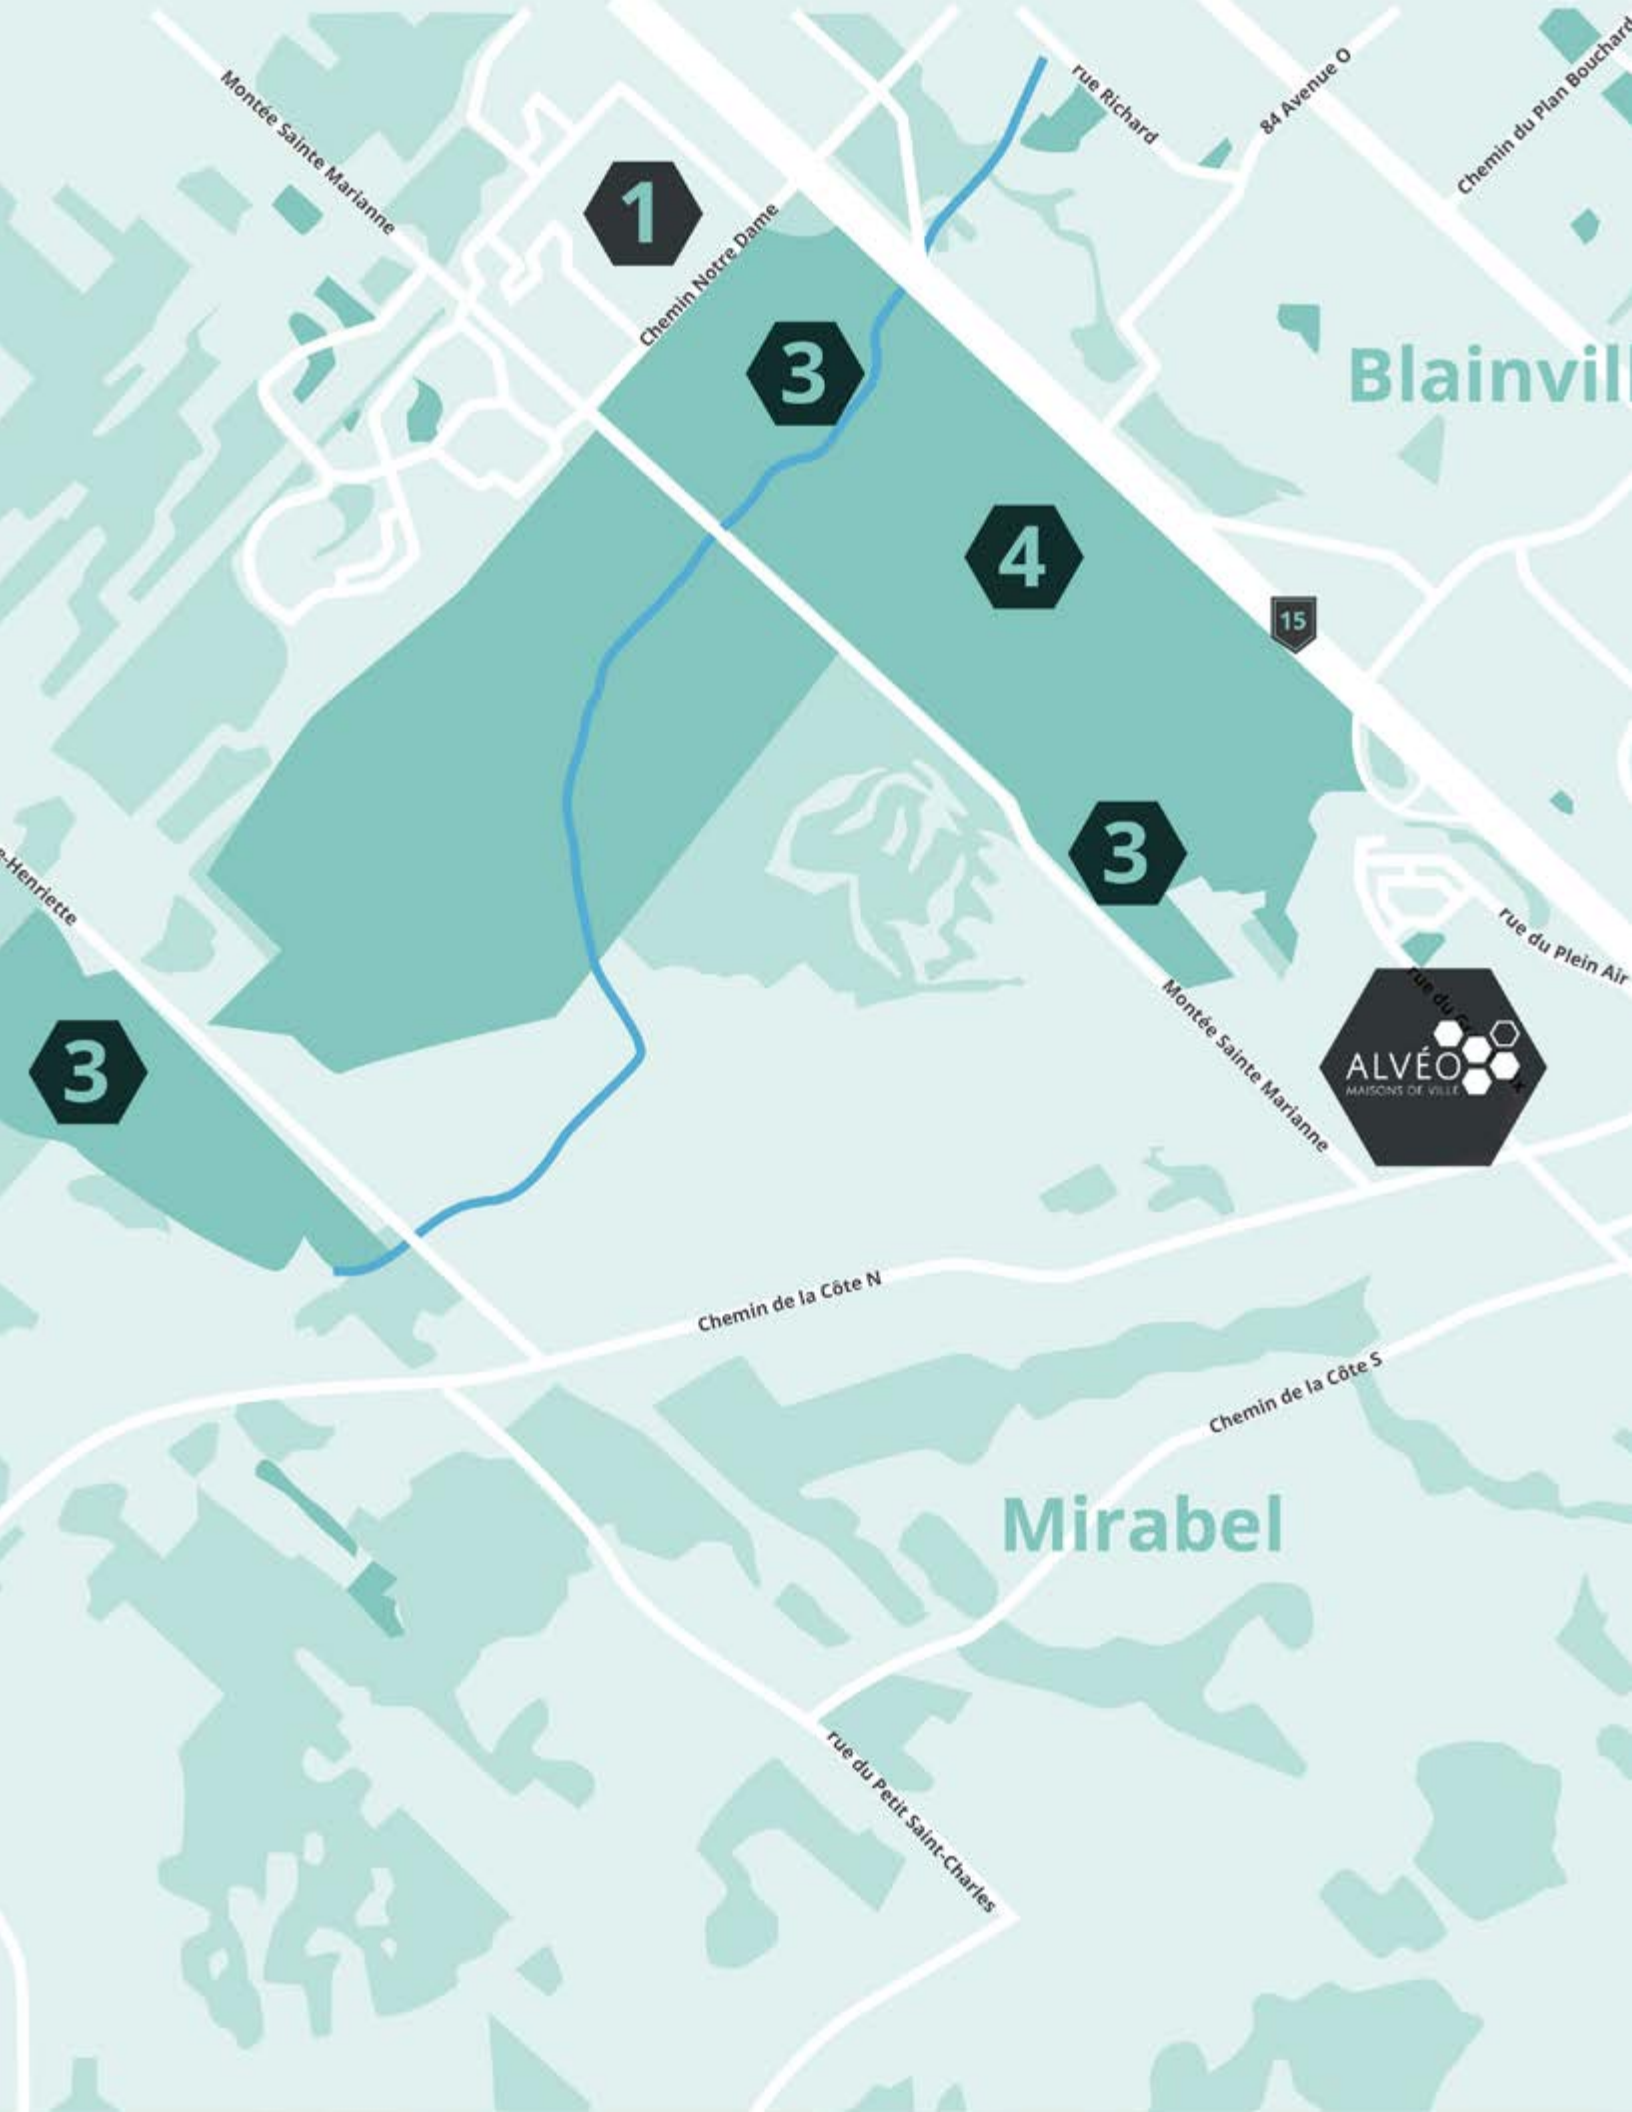 Montée Sainte Marianne
rue Richard
84 Avenue O
Chemin du Plan Bouchard
1
Chemin Notre Dame
3
4
15
3
rue du Plein Air
rue du
Montée Sainte Marianne
ALVÉO
MAISONS DE VILLE
3
Chemin de la Côte N
Chemin de la Côte S
Mirabel
rue du Petit Saint-Charles